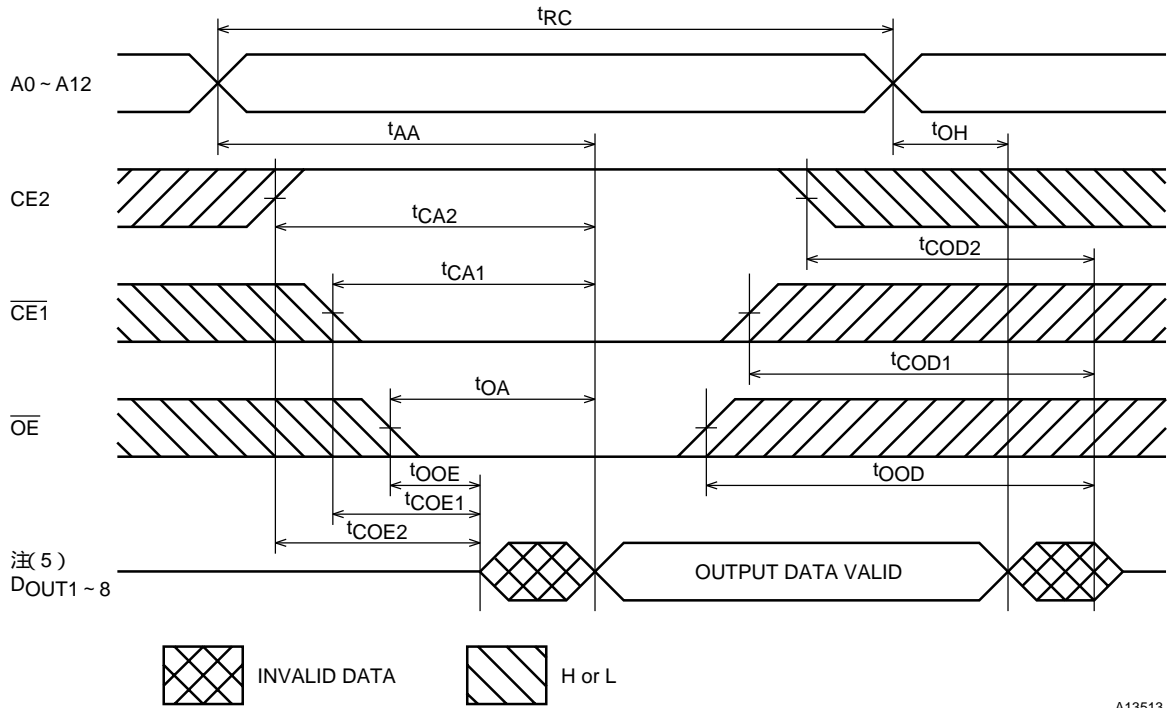 tRC
A0 ~ A12
tAA
tOH
CE2
tCA2
tCOD2
tCA1
CE1
tCOD1
tOA
OE
tOOE
tOOD
tCOE1
tCOE2
注(5)
DOUT1 ~ 8
OUTPUT DATA VALID
INVALID DATA
H or L
A13513